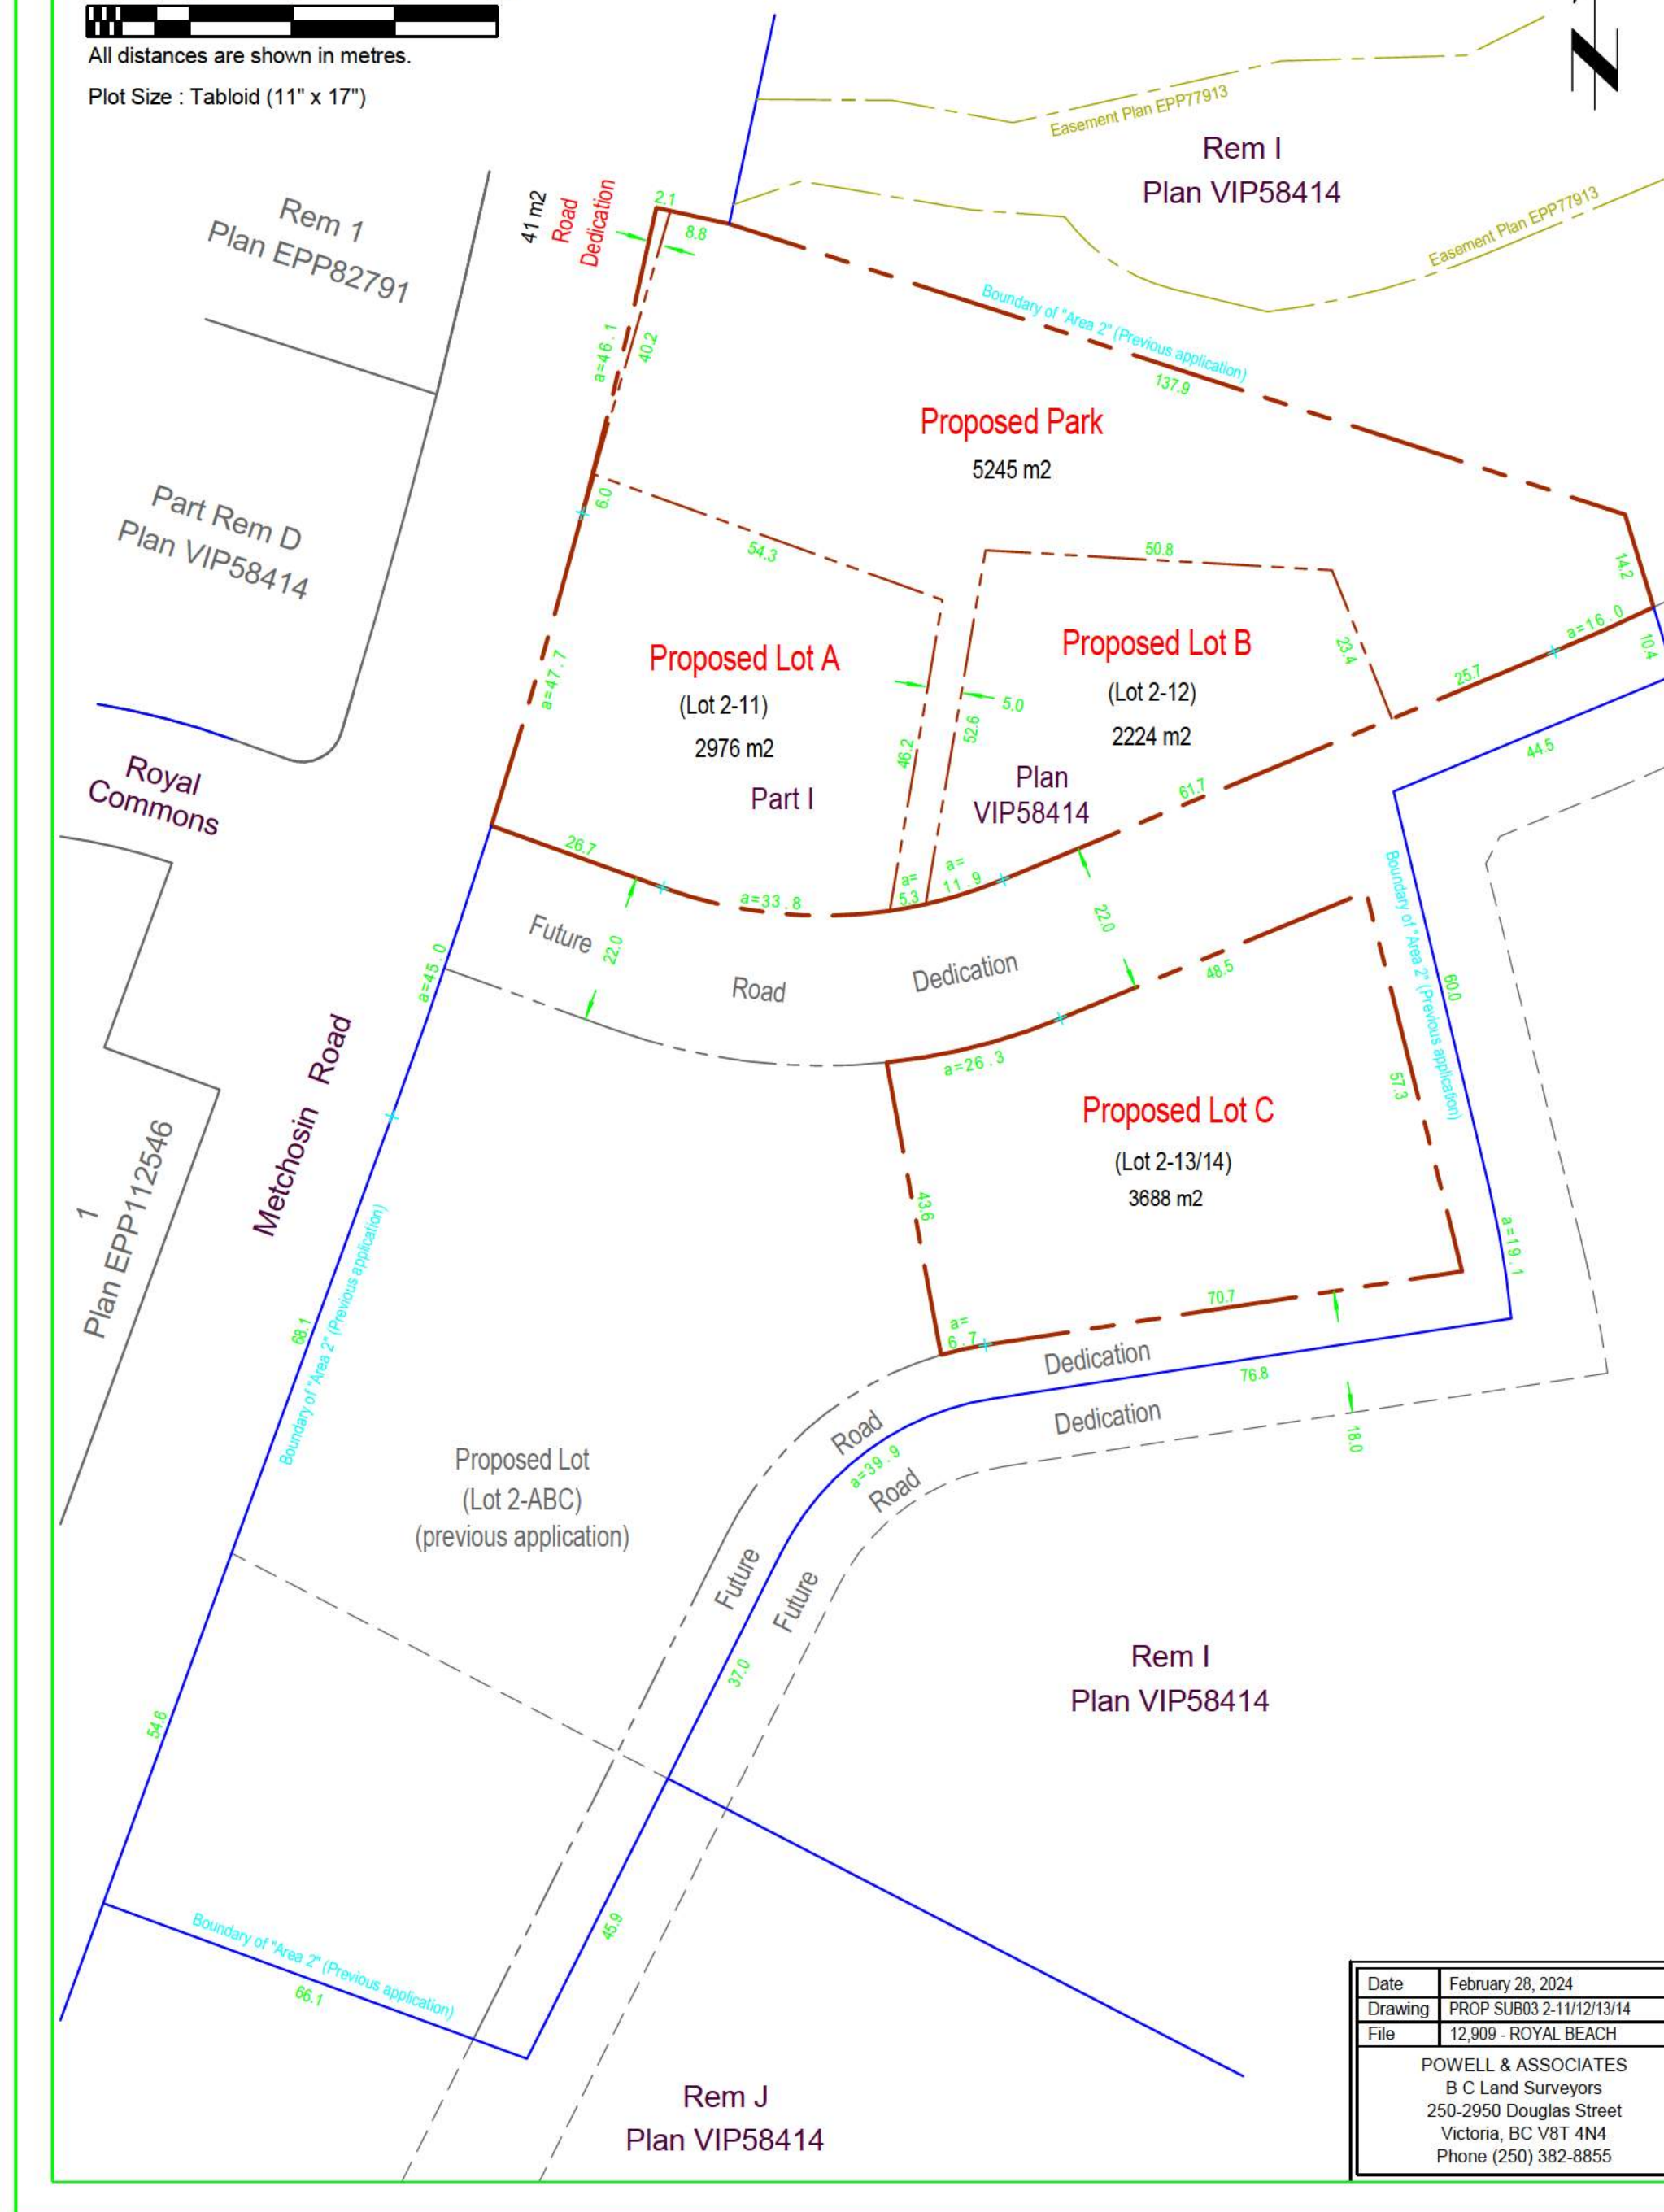 All distances are shown in metres.
Plot Size : Tabloid (11" x 17")
Rem 1
Plan EPP82791
41 m2
Road
Dedication
2.1
8.8
Easement Plan EPP77913
Rem I
Plan VIP58414
Easement Plan EPP77913
Boundary of "Area 2" (Previous application)
137.9
a=46.1
40.2
Proposed Park
5245 m2
Part Rem D
Plan VIP58414
6.0
54.3
50.8
14.2
a=16.0
10.4
25.7
23.4
Proposed Lot A
(Lot 2-11)
2976 m2
Part I
a=47.7
Proposed Lot B
(Lot 2-12)
2224 m2
Plan
VIP58414
5.0
52.6
46.2
61.7
44.5
Royal
Commons
26.7
a=33.8
a=
5.3
a=
11.9
22.0
22.0
Future
Road
Dedication
48.5
Boundary of "Area 2" (Previous application)
60.0
a=45.0
a=26.3
57.3
Metchosin Road
1
Plan EPP112546
Proposed Lot C
(Lot 2-13/14)
3688 m2
43.6
a=19.1
70.7
a=
6.7
68.1
Boundary of "Area 2" (Previous application)
Dedication
76.8
Dedication
18.0
Road
a=39.9
Road
Proposed Lot
(Lot 2-ABC)
(previous application)
Future
Future
37.0
Rem I
Plan VIP58414
54.6
45.9
Boundary of "Area 2" (Previous application)
66.1
Rem J
Plan VIP58414
Date February 28, 2024
Drawing PROP SUB03 2-11/12/13/14
File 12,909 - ROYAL BEACH
POWELL & ASSOCIATES
B C Land Surveyors
250-2950 Douglas Street
Victoria, BC V8T 4N4
Phone (250) 382-8855